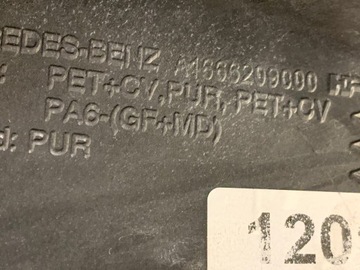 EDES-BENZ A1666209000
: PET+CV, PUR, PET+CV
PA6-(GF+MD)
d: PUR
120